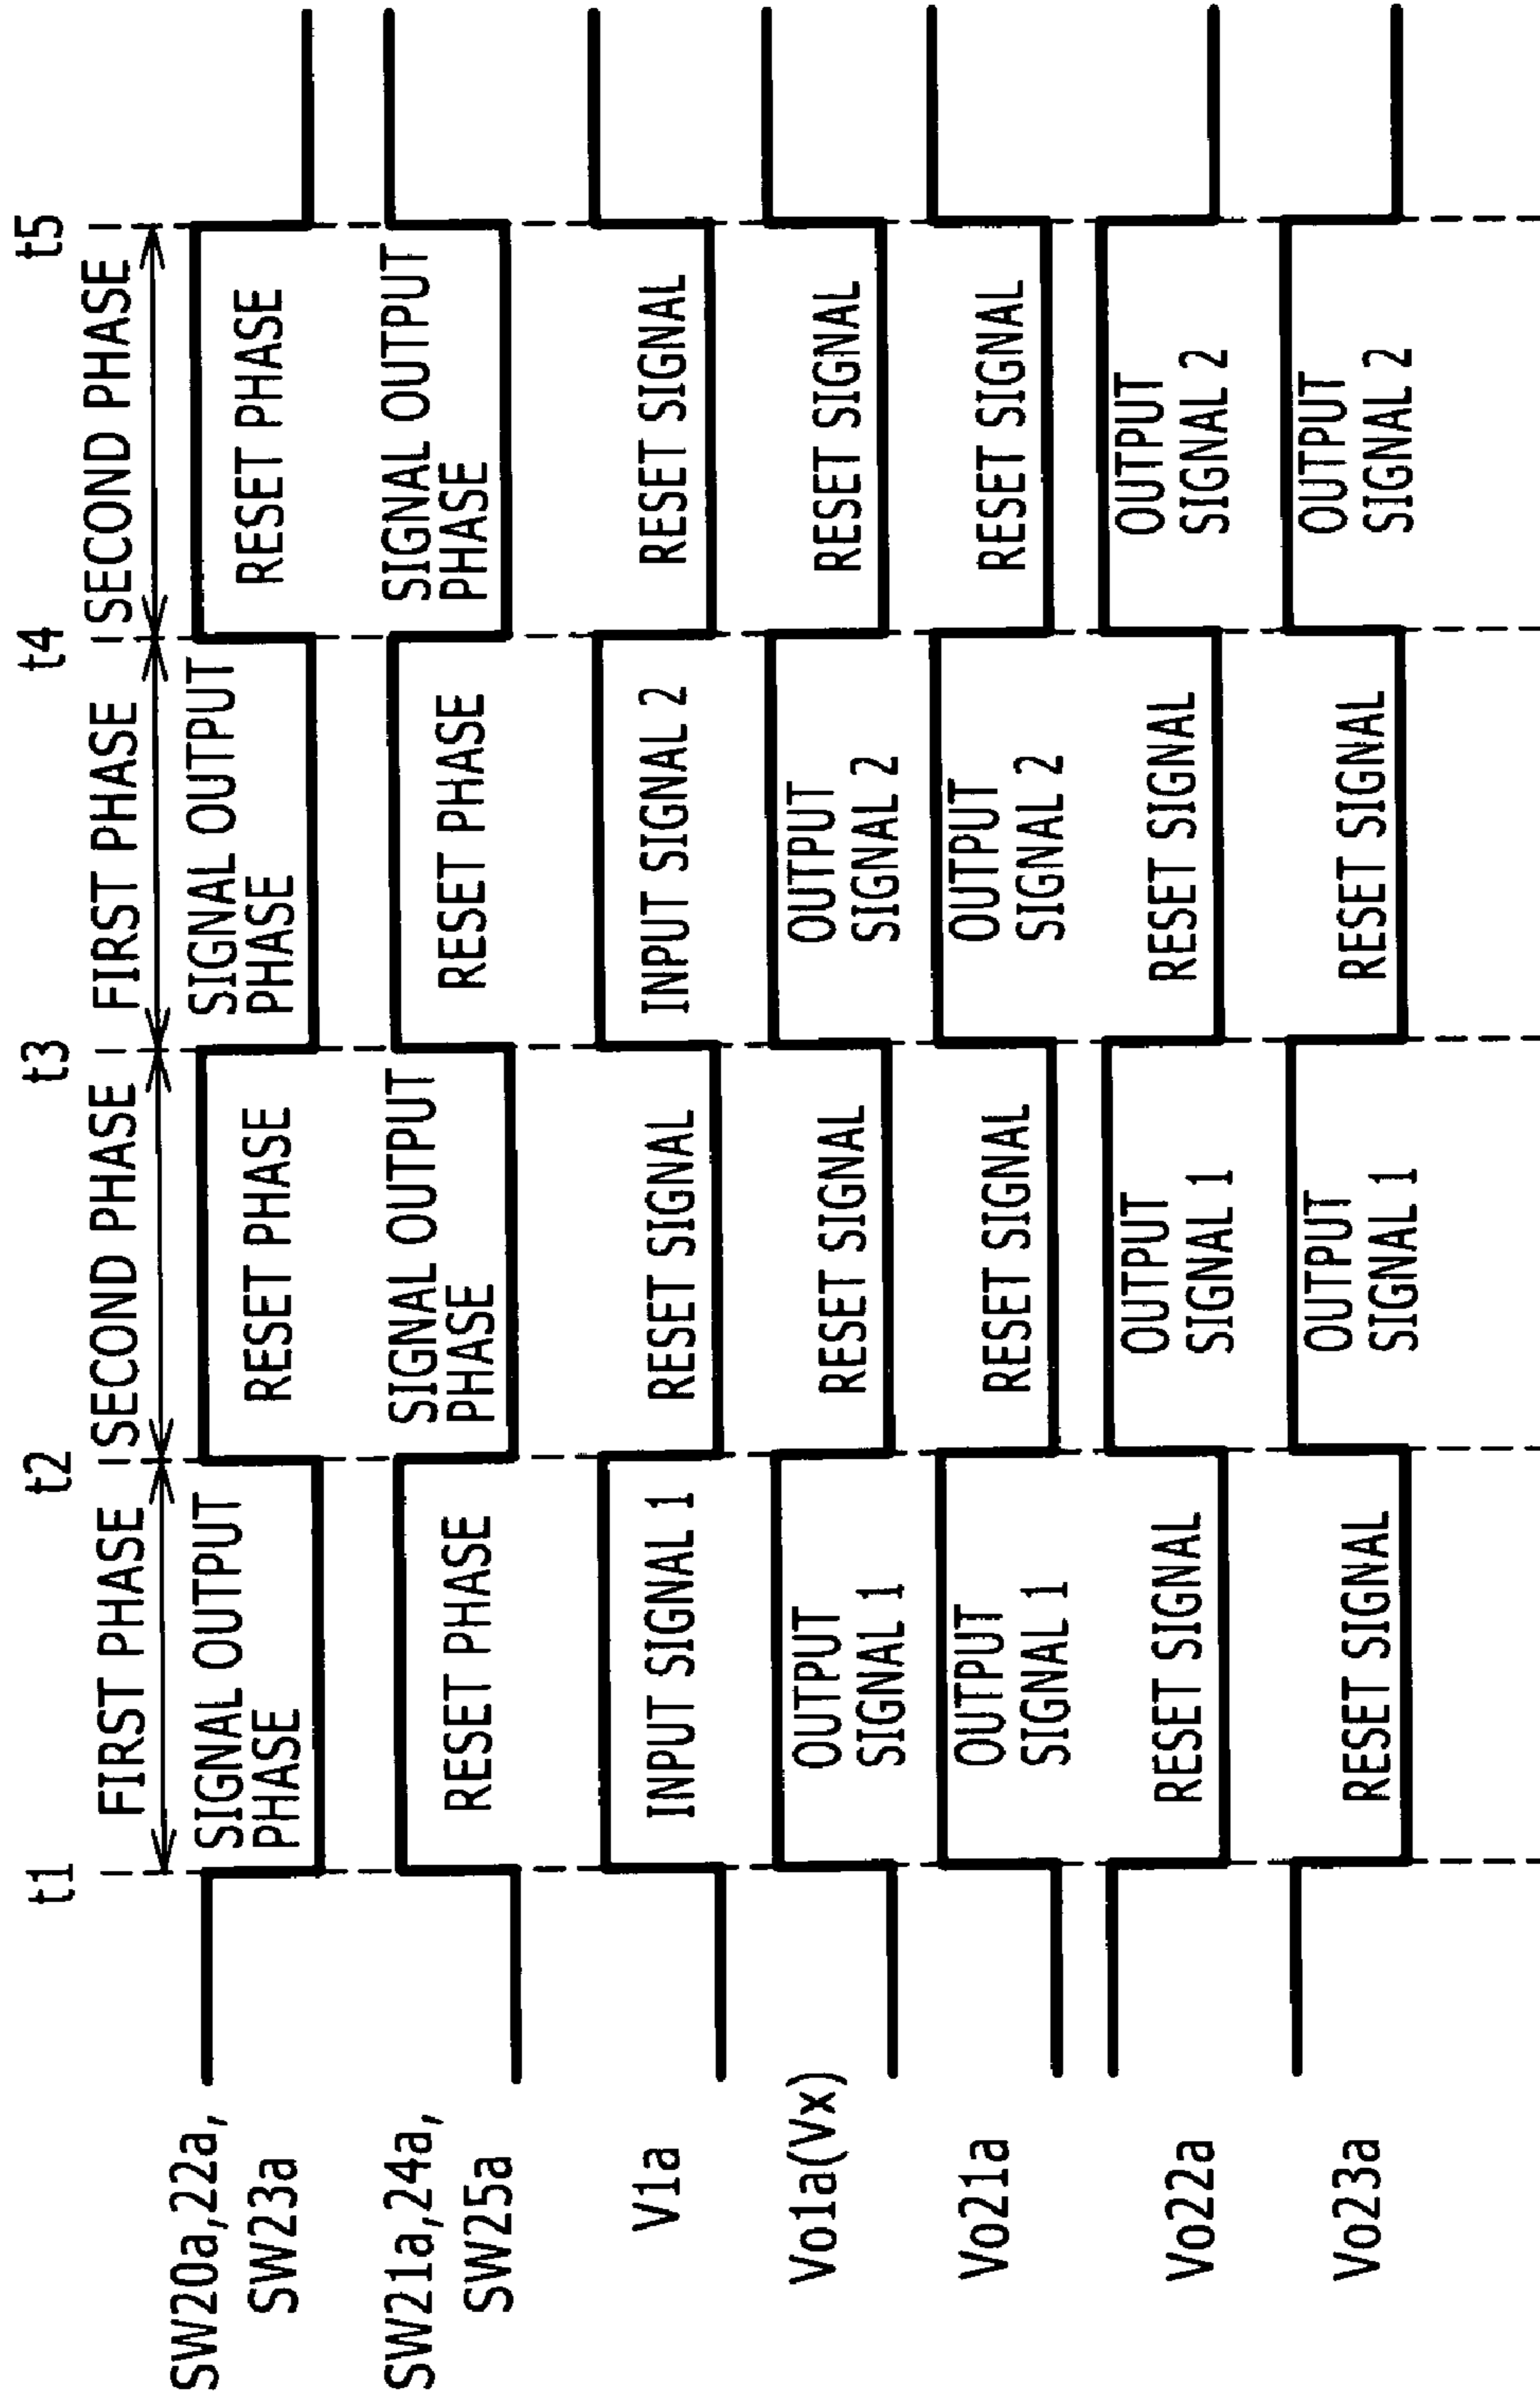 t1 t2 t3 t4 t5
FIRST PHASE SECOND PHASE FIRST PHASE SECOND PHASE
SW20a,22a,
SW23a
SIGNAL OUTPUT
PHASE
RESET PHASE
SIGNAL OUTPUT
PHASE
RESET PHASE
SW21a,24a,
SW25a
RESET PHASE
SIGNAL OUTPUT
PHASE
RESET PHASE
SIGNAL OUTPUT
PHASE
V1a
INPUT SIGNAL 1
RESET SIGNAL
INPUT SIGNAL 2
RESET SIGNAL
Vo1a(Vx)
OUTPUT
SIGNAL 1
RESET SIGNAL
OUTPUT
SIGNAL 2
RESET SIGNAL
Vo21a
OUTPUT
SIGNAL 1
RESET SIGNAL
OUTPUT
SIGNAL 2
RESET SIGNAL
Vo22a
RESET SIGNAL
OUTPUT
SIGNAL 1
RESET SIGNAL
OUTPUT
SIGNAL 2
Vo23a
RESET SIGNAL
OUTPUT
SIGNAL 1
RESET SIGNAL
OUTPUT
SIGNAL 2